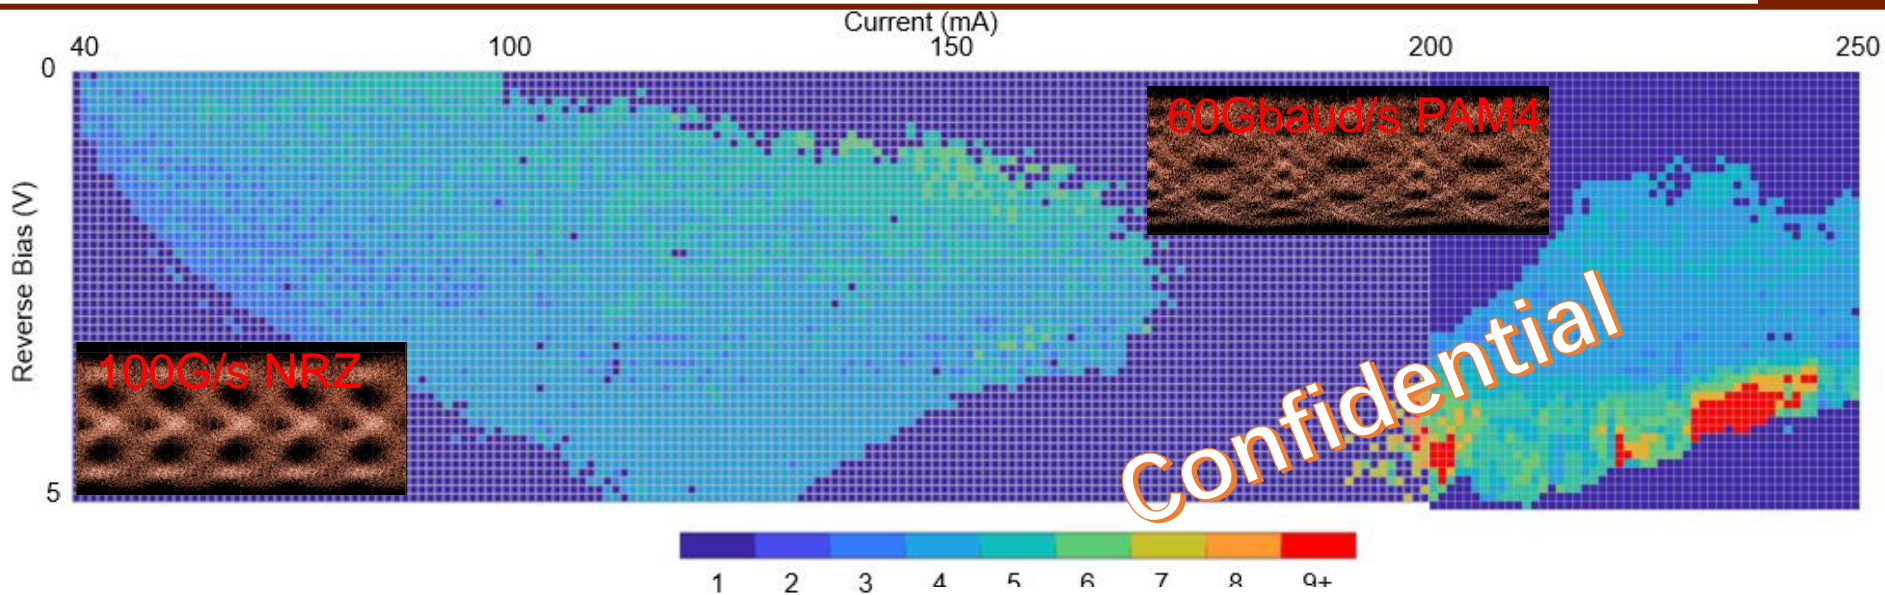 Current (mA)
40 100 150 200 250
0
60Gbaud/s PAM4
Reverse Bias (V)
100G/s NRZ
Confidential
5
1 2 3 4 5 6 7 8 9+